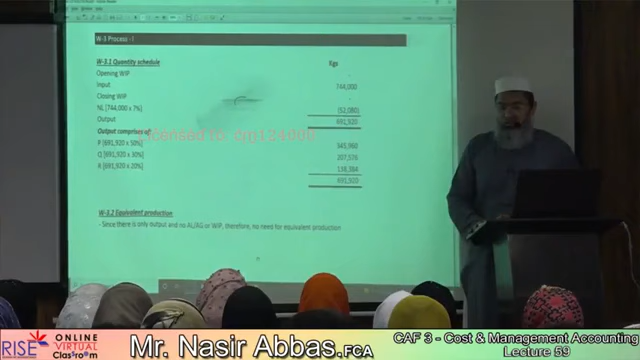 W-3 Process - I
W-3.1 Quantity schedule Kgs
Opening WIP
Input 744,000
Closing WIP
NL [744,000 x 7%] (52,080)
Output 691,920
Output comprises of:
P [691,920 x 50%] 345,960
Q [691,920 x 30%] 207,576
R [691,920 x 20%] 138,384
691,920
W-3.2 Equivalent production
- Since there is only output and no AL/AG or WIP, therefore, no need for equivalent production
RISE ONLINE VIRTUAL Classroom
Mr. Nasir Abbas.FCA
CAF 3 - Cost & Management Accounting
Lecture 58